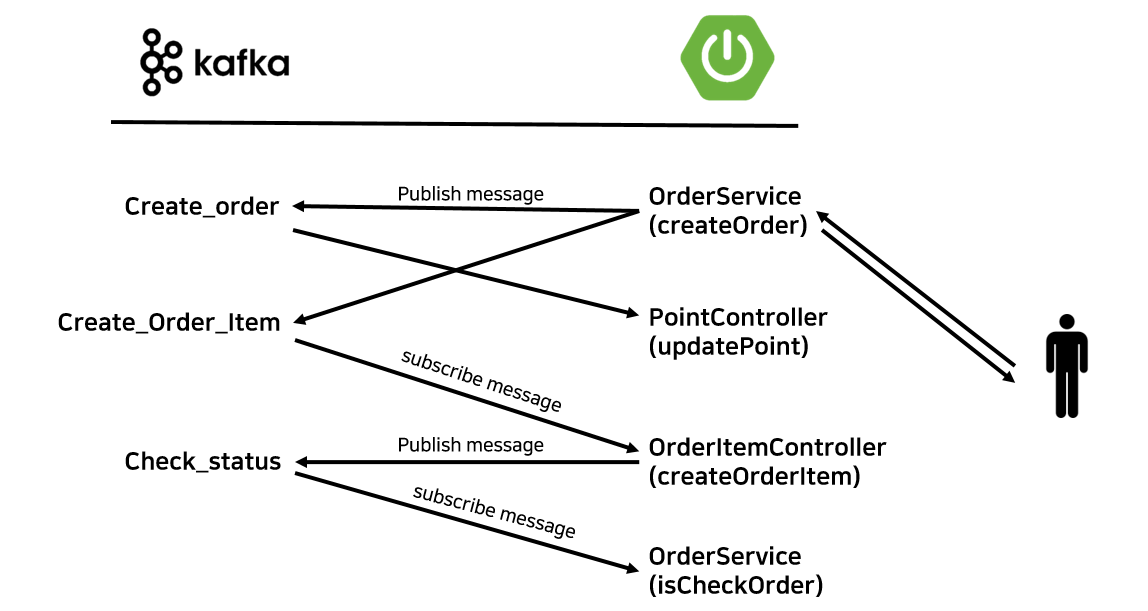 kafka
Publish message
Create_order
OrderService
(createOrder)
Create_Order_Item
PointController
(updatePoint)
subscribe message
Publish message
Check_status
OrderItemController
(createOrderItem)
subscribe message
OrderService
(isCheckOrder)